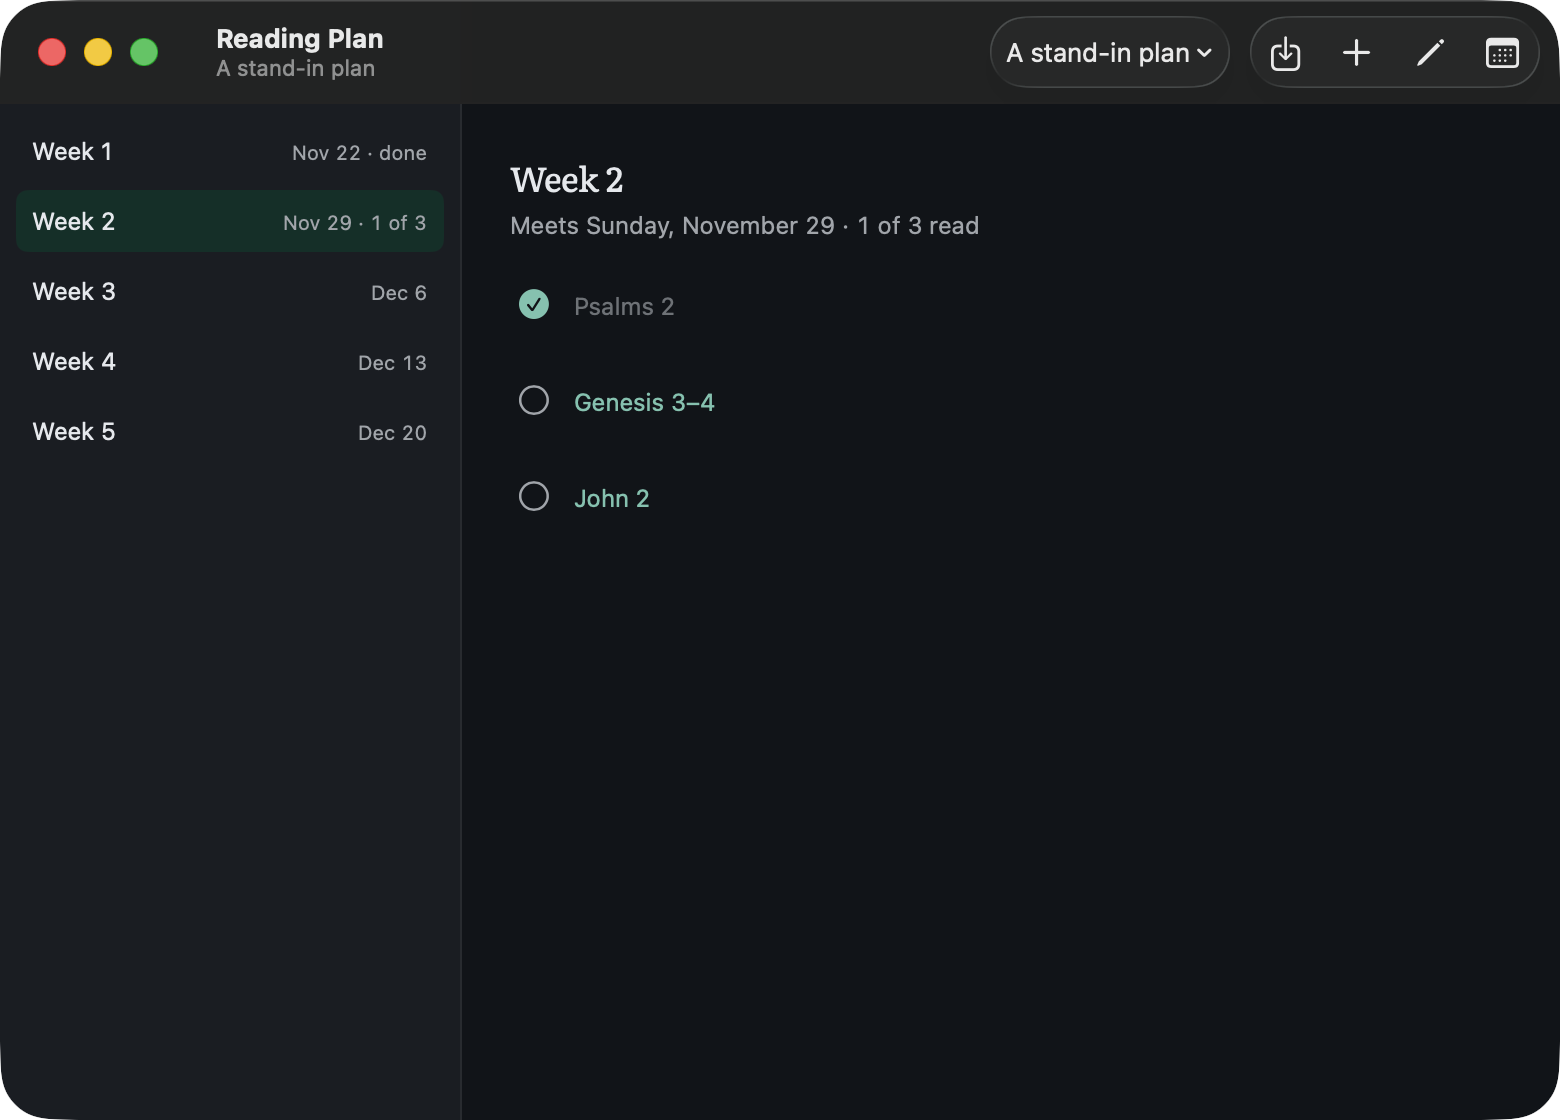 Reading Plan
A stand-in plan
A stand-in plan
Week 1 Nov 22 · done
Week 2 Nov 29 · 1 of 3
Week 3 Dec 6
Week 4 Dec 13
Week 5 Dec 20
Week 2
Meets Sunday, November 29 · 1 of 3 read
Psalms 2
Genesis 3–4
John 2